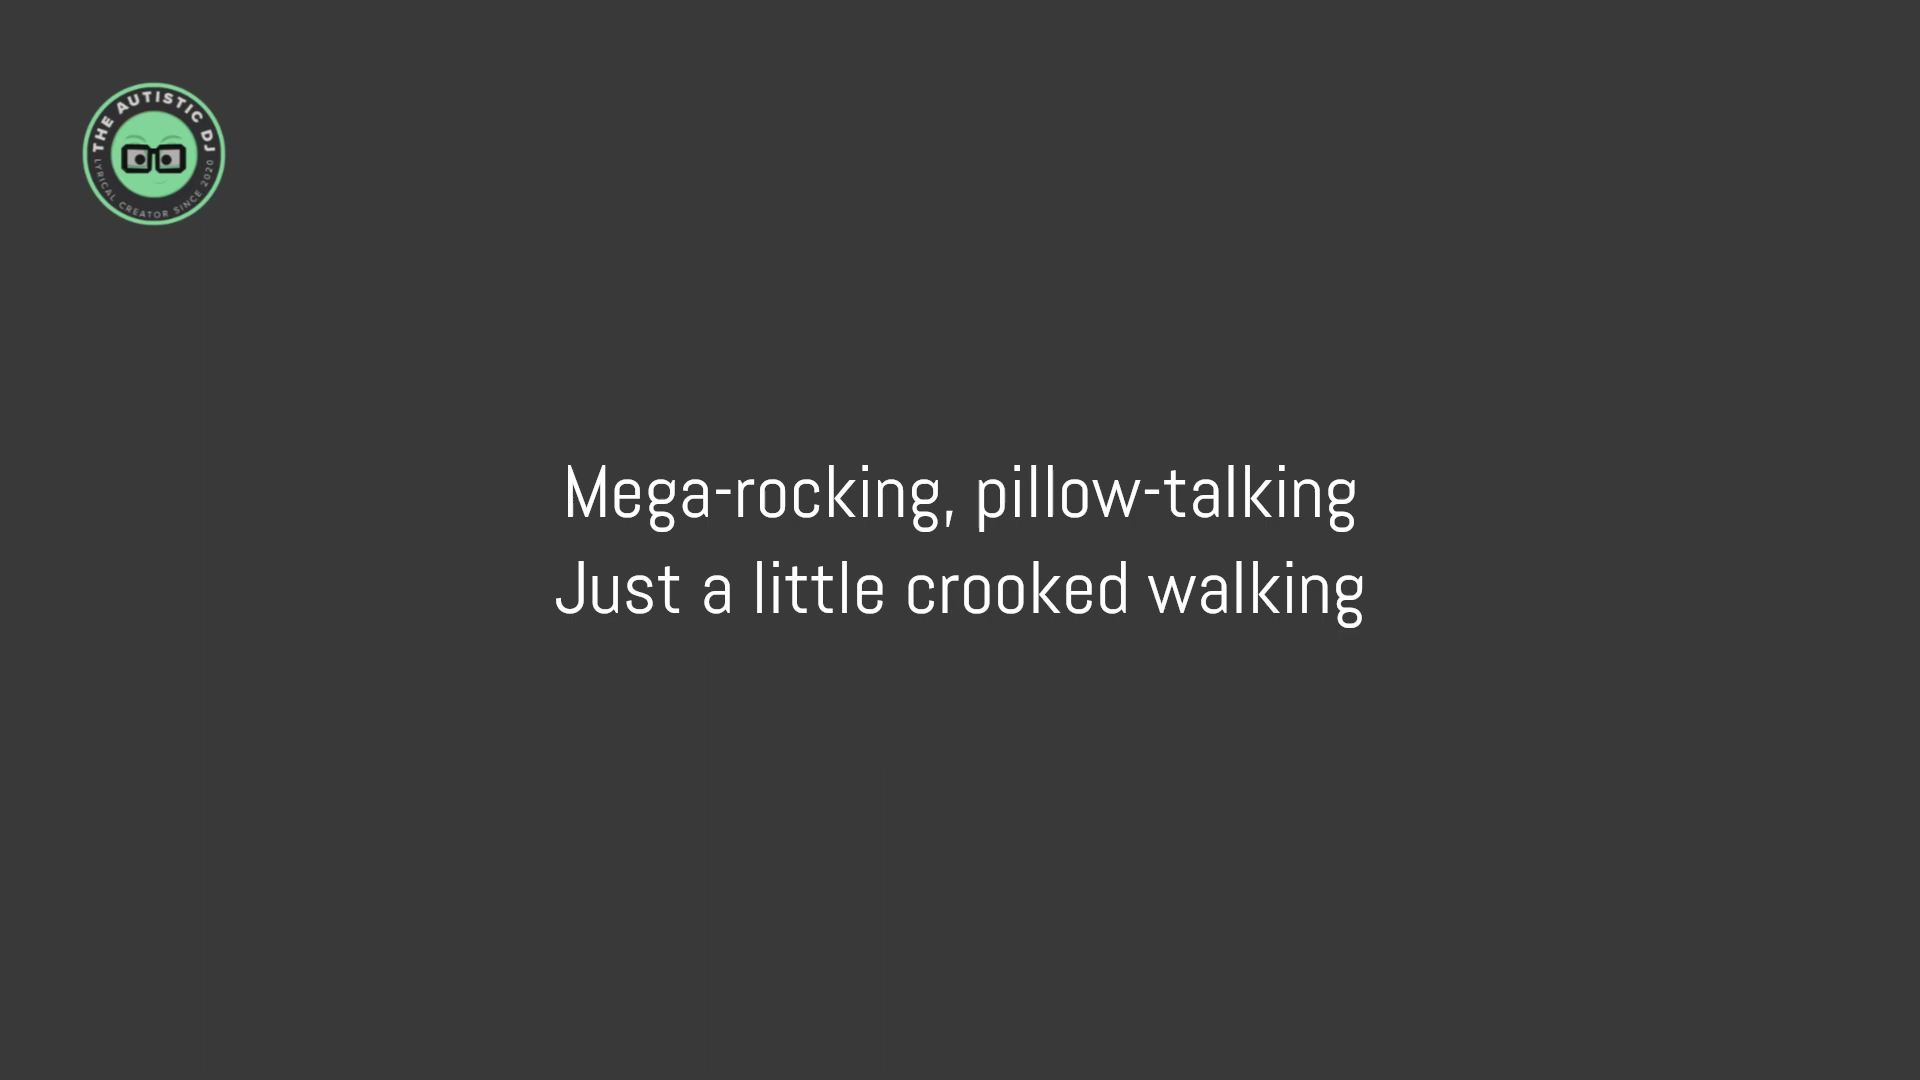 THE AUTISTIC DJ
LYRICAL CREATOR SINCE 2020
Mega-rocking, pillow-talking
Just a little crooked walking